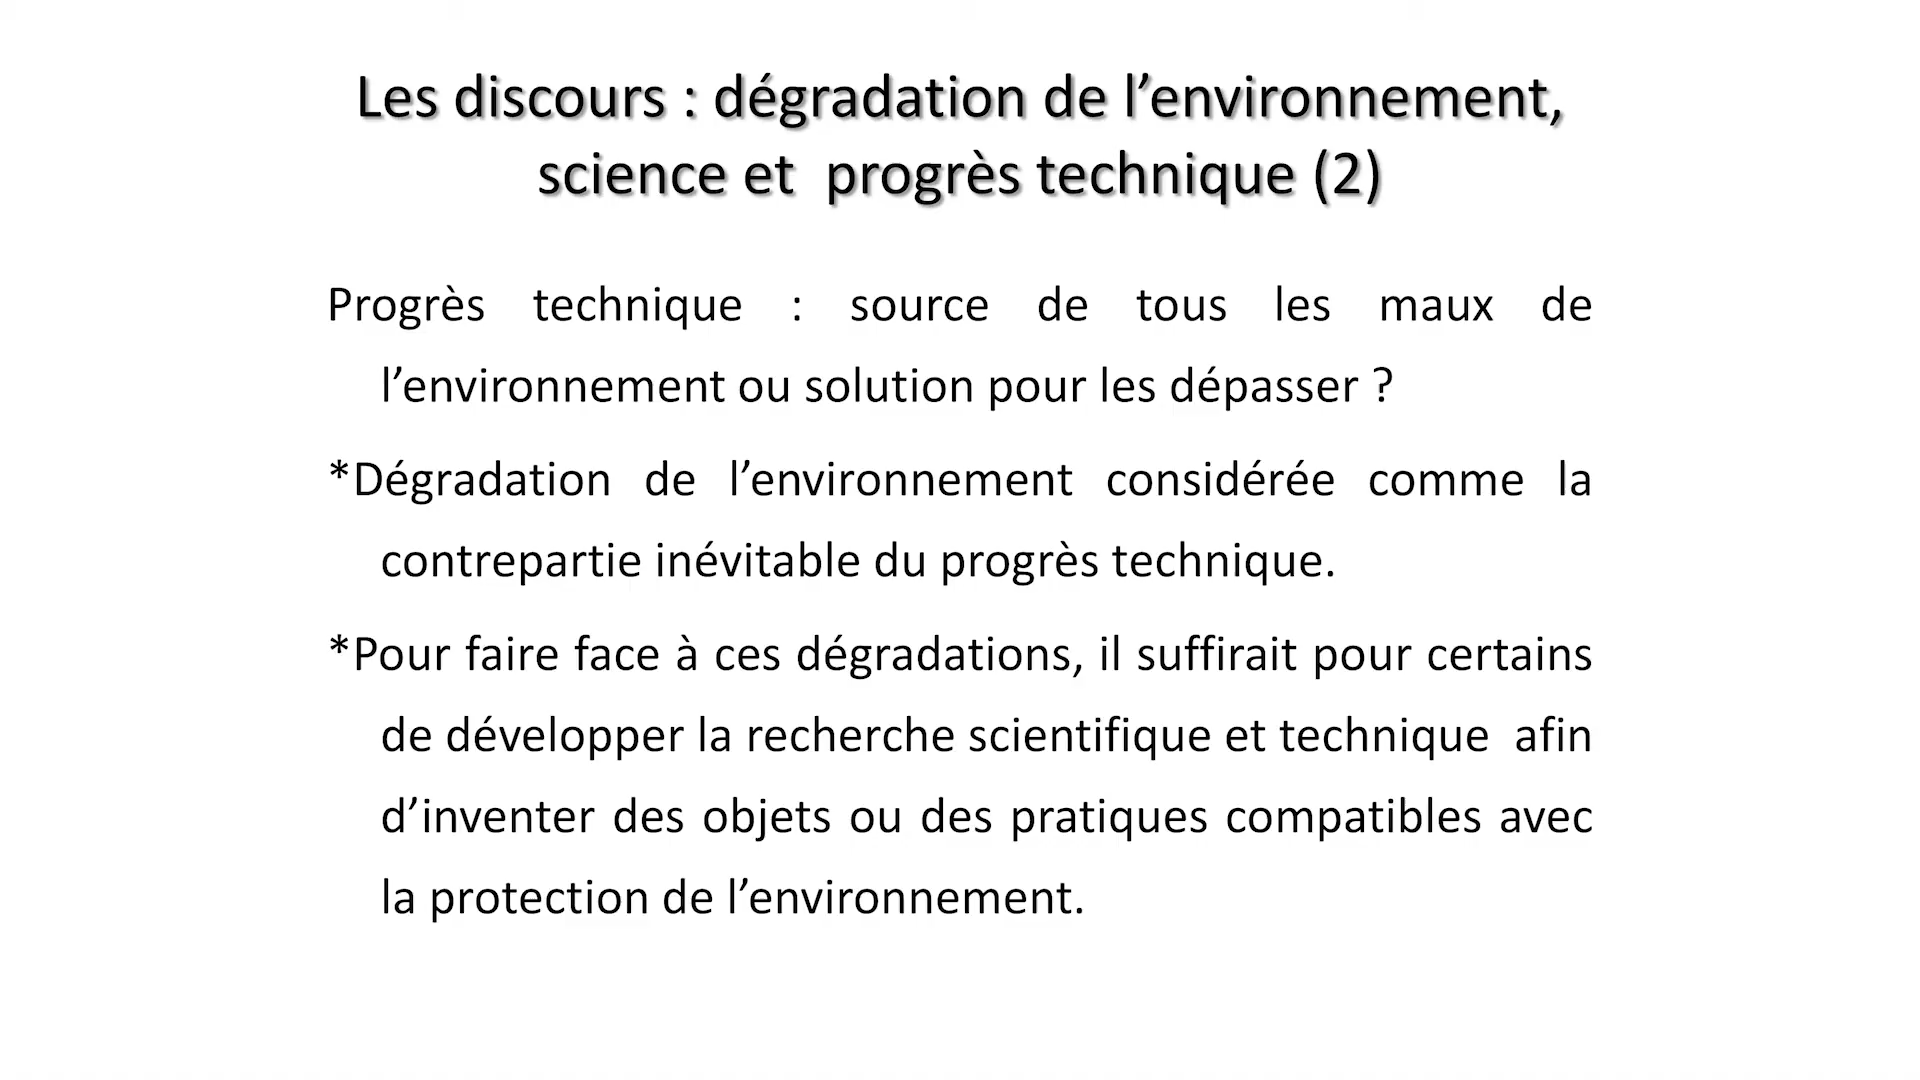 Les discours : dégradation de l’environnement,
science et  progrès technique (2)
Progrès technique : source de tous les maux de
l’environnement ou solution pour les dépasser ?
*Dégradation de l’environnement considérée comme la
contrepartie inévitable du progrès technique.
*Pour faire face à ces dégradations, il suffirait pour certains
de développer la recherche scientifique et technique  afin
d’inventer des objets ou des pratiques compatibles avec
la protection de l’environnement.